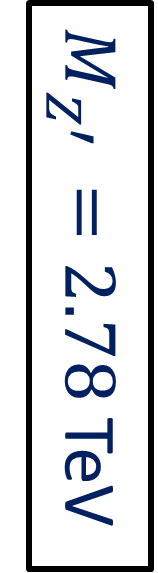 M_{Z'} = 2.78 TeV